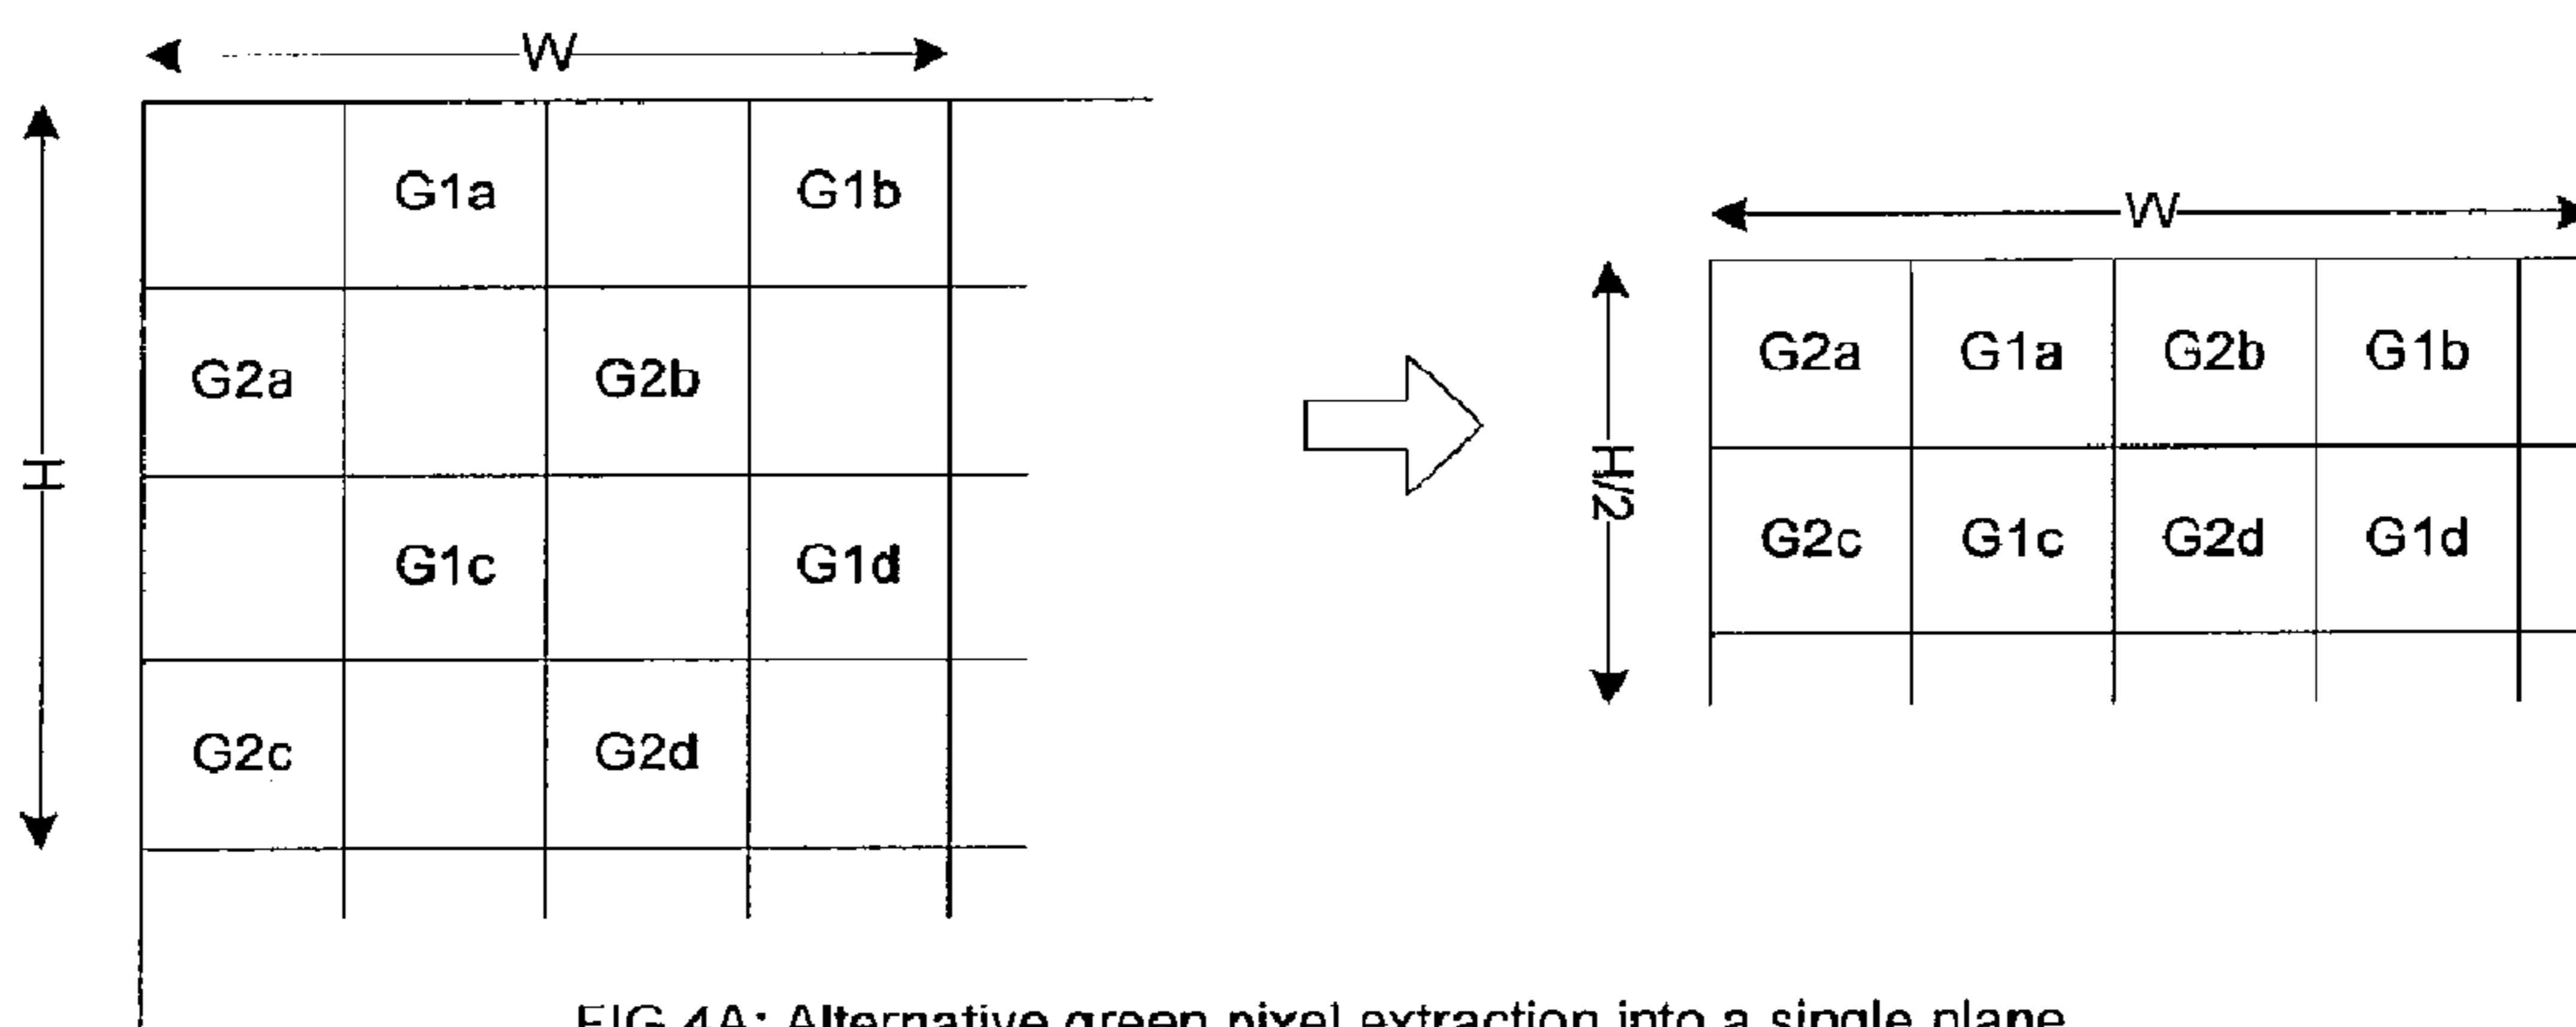 W
G1a G1b
G2a G2b
H
G1c G1d
G2c G2d
W
G2a G1a G2b G1b
H/2
G2c G1c G2d G1d
FIG 4A: Alternative green pixel extraction into a single plane